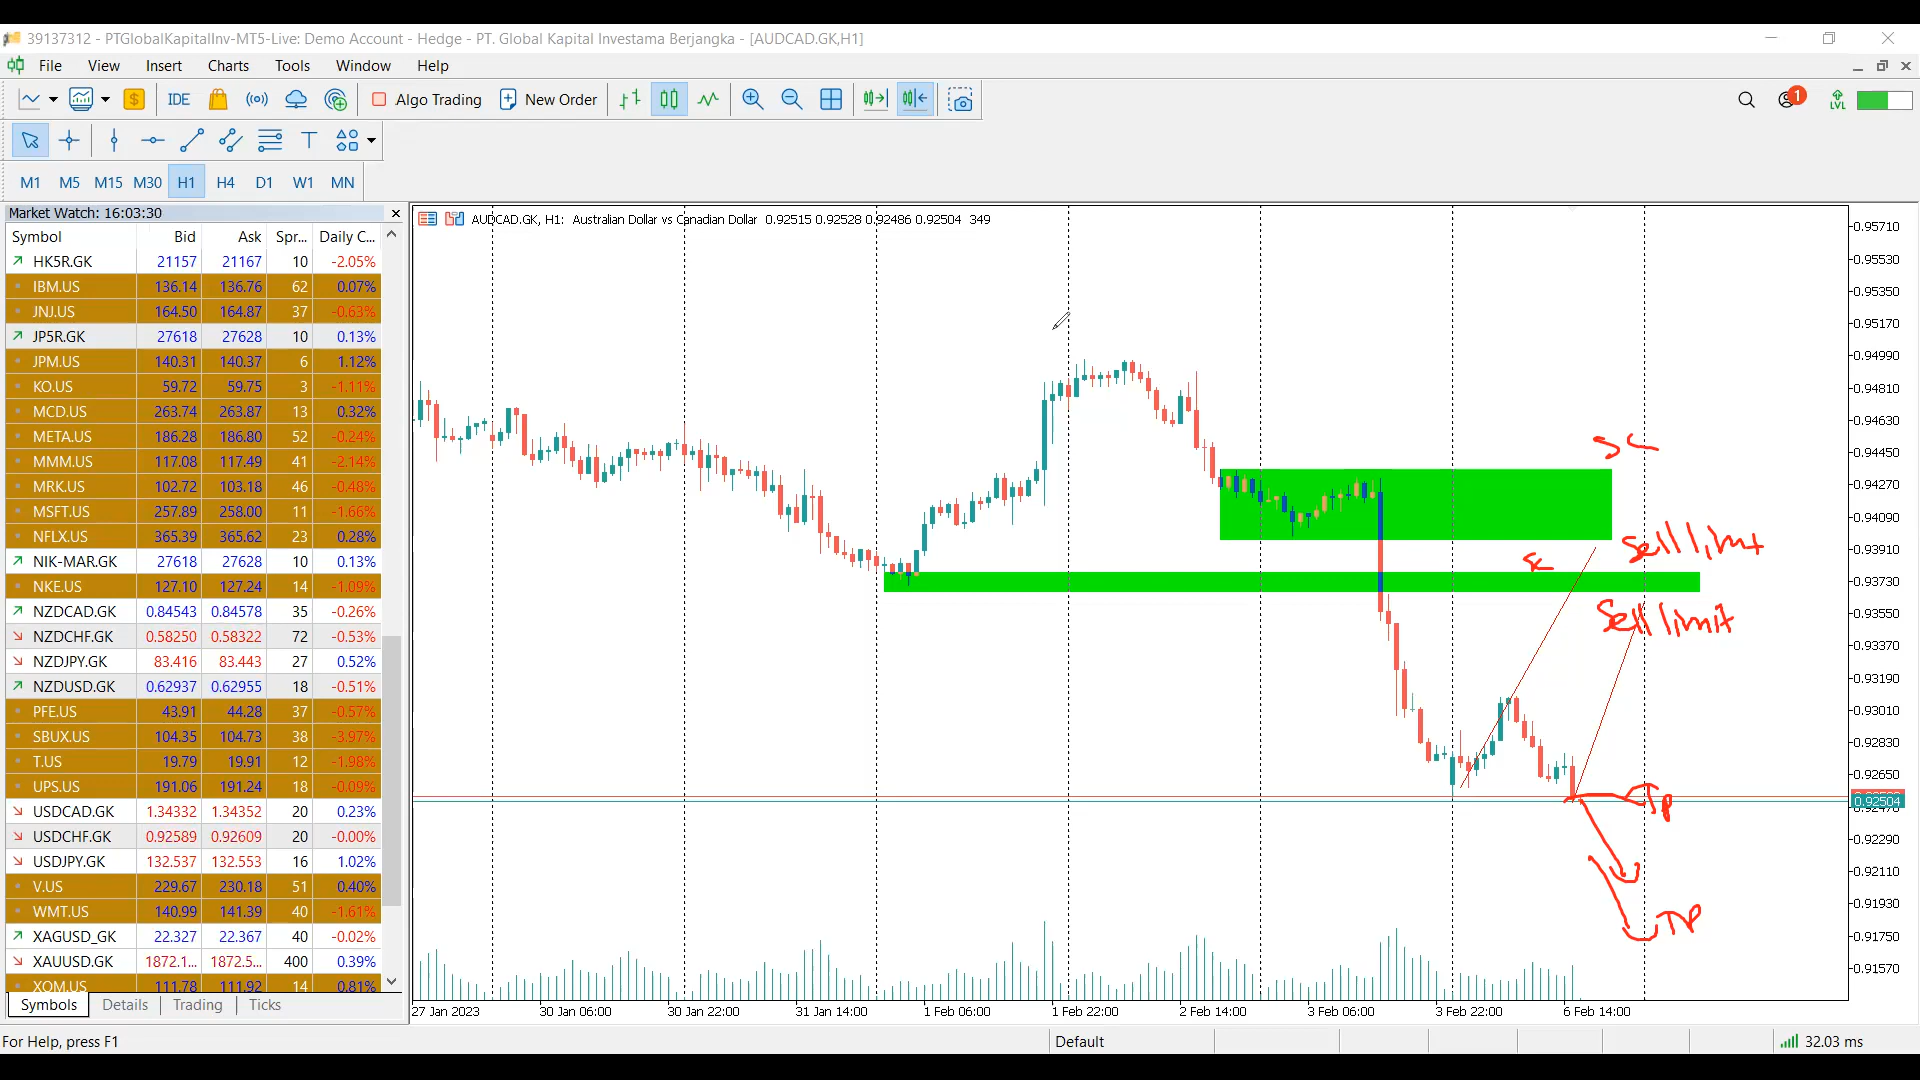 39137312 - PTGlobalKapitalInv-MT5-Live: Demo Account - Hedge - PT. Global Kapital Investama Berjangka - [AUDCAD.GK,H1]
File View Insert Charts Tools Window Help
$ IDE Algo Trading New Order 1 LVL
T
M1 M5 M15 M30 H1 H4 D1 W1 MN
Market Watch: 16:03:30
Symbol Bid Ask Spr... Daily C...
HK5R.GK 21157 21167 10 -2.05%
IBM.US 136.14 136.76 62 0.07%
JNJ.US 164.50 164.87 37 -0.63%
JP5R.GK 27618 27628 10 0.13%
JPM.US 140.31 140.37 6 1.12%
KO.US 59.72 59.75 3 -1.11%
MCD.US 263.74 263.87 13 0.32%
META.US 186.28 186.80 52 -0.24%
MMM.US 117.08 117.49 41 -2.14%
MRK.US 102.72 103.18 46 -0.48%
MSFT.US 257.89 258.00 11 -1.66%
NFLX.US 365.39 365.62 23 0.28%
NIK-MAR.GK 27618 27628 10 0.13%
NKE.US 127.10 127.24 14 -1.09%
NZDCAD.GK 0.84543 0.84578 35 -0.26%
NZDCHF.GK 0.58250 0.58322 72 -0.53%
NZDJPY.GK 83.416 83.443 27 0.52%
NZDUSD.GK 0.62937 0.62955 18 -0.51%
PFE.US 43.91 44.28 37 -0.57%
SBUX.US 104.35 104.73 38 -3.97%
T.US 19.79 19.91 12 -1.98%
UPS.US 191.06 191.24 18 -0.09%
USDCAD.GK 1.34332 1.34352 20 0.23%
USDCHF.GK 0.92589 0.92609 20 -0.00%
USDJPY.GK 132.537 132.553 16 1.02%
V.US 229.67 230.18 51 0.40%
WMT.US 140.99 141.39 40 -1.61%
XAGUSD_GK 22.327 22.367 40 -0.02%
XAUUSD.GK 1872.1... 1872.5... 400 0.39%
XOM.US 111.78 111.92 14 0.81%
Symbols Details Trading Ticks
AUDCAD.GK, H1: Australian Dollar vs Canadian Dollar 0.92515 0.92528 0.92486 0.92504 349
0.95710
0.95530
0.95350
0.95170
0.94990
0.94810
0.94630
0.94450
0.94270
0.94090
0.93910
0.93730
0.93550
0.93370
0.93190
0.93010
0.92830
0.92650
0.92504
0.92290
0.92110
0.91930
0.91750
0.91570
Sell limit
Sell limit
TP
TP
27 Jan 2023 30 Jan 06:00 30 Jan 22:00 31 Jan 14:00 1 Feb 06:00 1 Feb 22:00 2 Feb 14:00 3 Feb 06:00 3 Feb 22:00 6 Feb 14:00
For Help, press F1 Default 32.03 ms